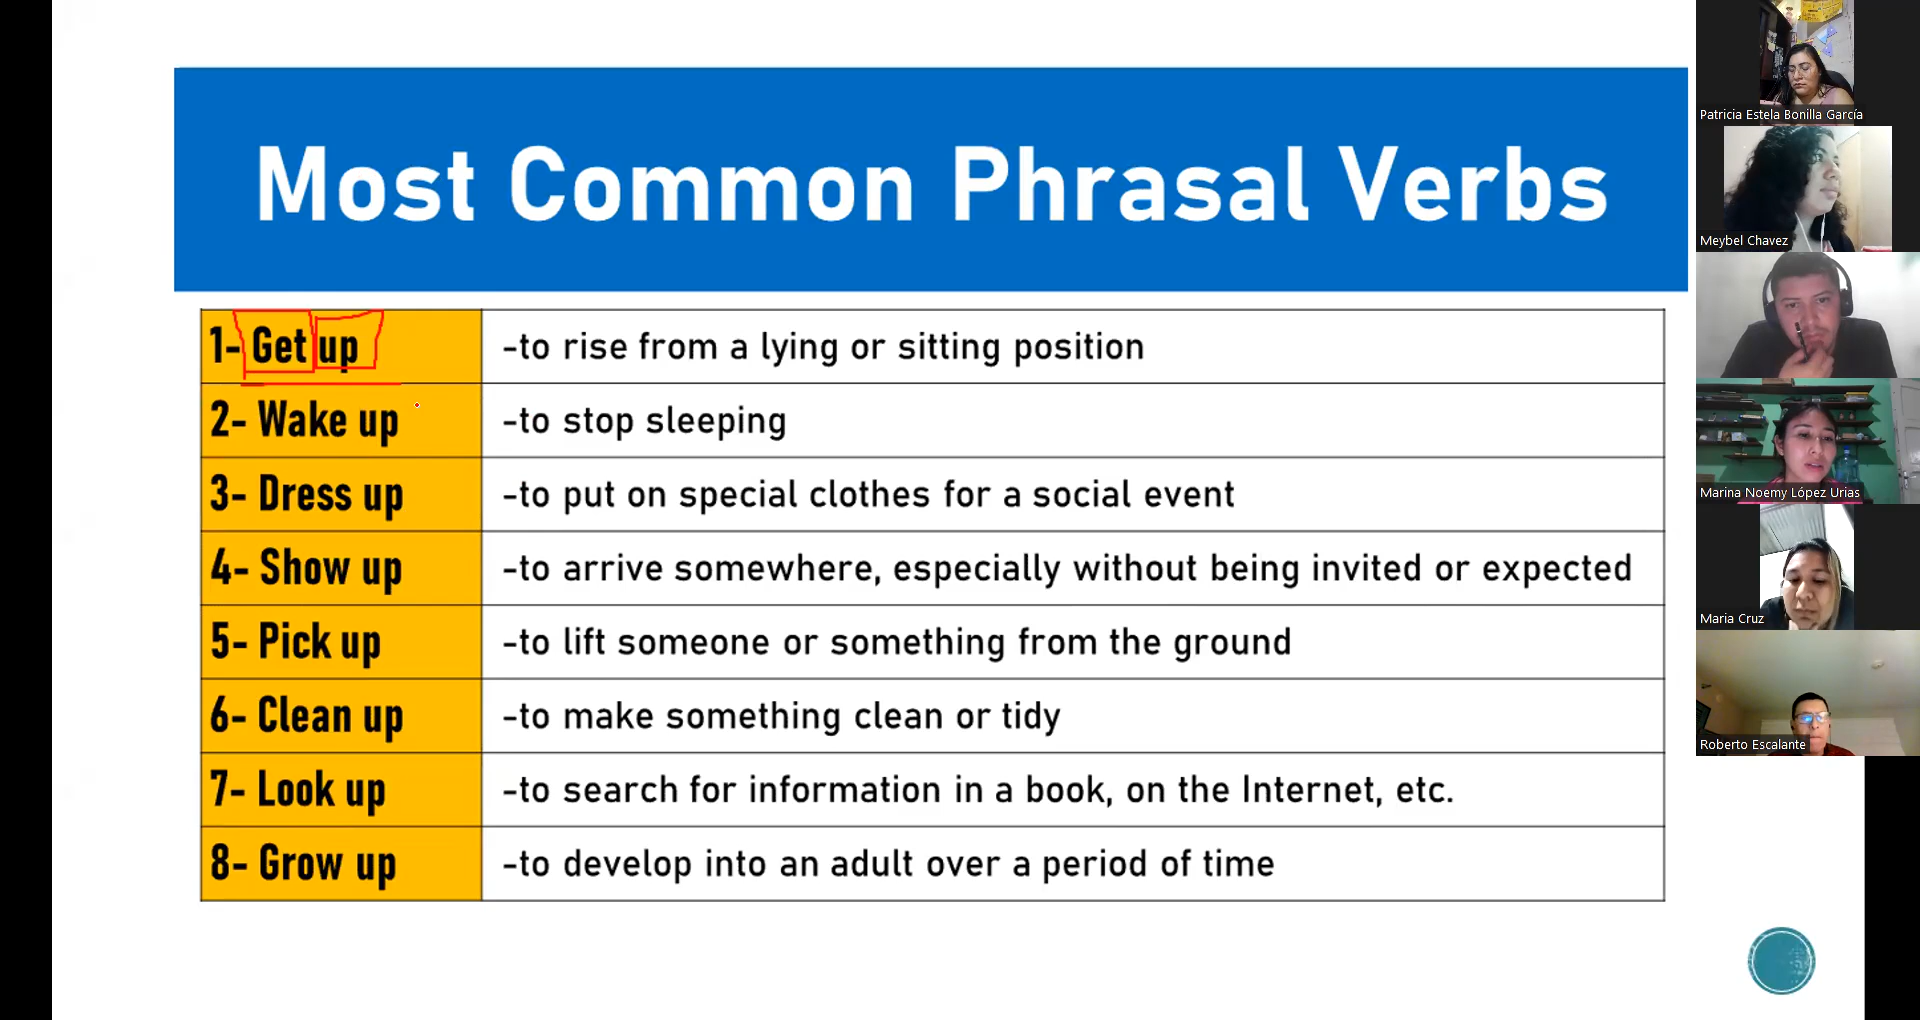 Most Common Phrasal Verbs
1- Get up -to rise from a lying or sitting position
2- Wake up -to stop sleeping
3- Dress up -to put on special clothes for a social event
4- Show up -to arrive somewhere, especially without being invited or expected
5- Pick up -to lift someone or something from the ground
6- Clean up -to make something clean or tidy
7- Look up -to search for information in a book, on the Internet, etc.
8- Grow up -to develop into an adult over a period of time
Patricia Estela Bonilla García
Meybel Chavez
Marina Noemy López Urias
Maria Cruz
Roberto Escalante